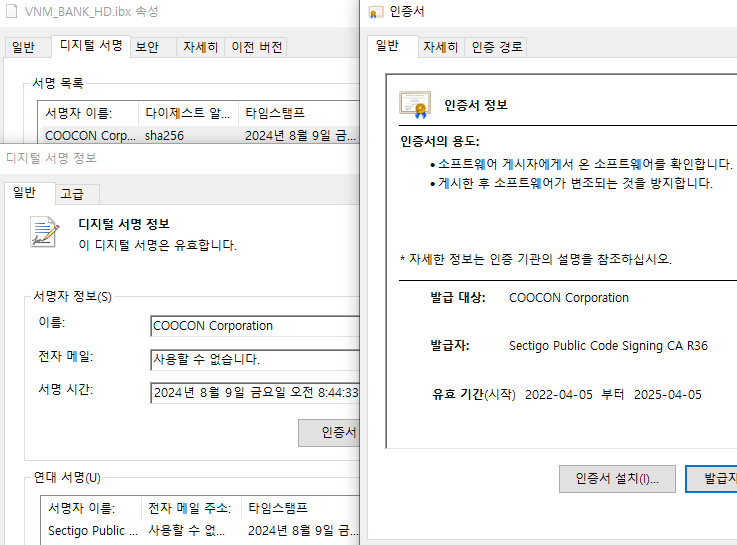 VNM_BANK_HD.ibx 속성
일반 디지털 서명 보안 자세히 이전 버전
서명 목록
서명자 이름: 다이제스트 알... 타임스탬프
COOCON Corp... sha256 2024년 8월 9일 금...
디지털 서명 정보
일반 고급
디지털 서명 정보
이 디지털 서명은 유효합니다.
서명자 정보(S)
이름: COOCON Corporation
전자 메일: 사용할 수 없습니다.
서명 시간: 2024년 8월 9일 금요일 오전 8:44:33
인증서
연대 서명(U)
서명자 이름: 전자 메일 주소: 타임스탬프
Sectigo Public ... 사용할 수 없... 2024년 8월 9일 금...
인증서
일반 자세히 인증 경로
인증서 정보
인증서의 용도:
• 소프트웨어 게시자에게서 온 소프트웨어를 확인합니다.
• 게시한 후 소프트웨어가 변조되는 것을 방지합니다.
* 자세한 정보는 인증 기관의 설명을 참조하십시오.
발급 대상: COOCON Corporation
발급자: Sectigo Public Code Signing CA R36
유효 기간(시작) 2022-04-05 부터 2025-04-05
인증서 설치(I)... 발급자